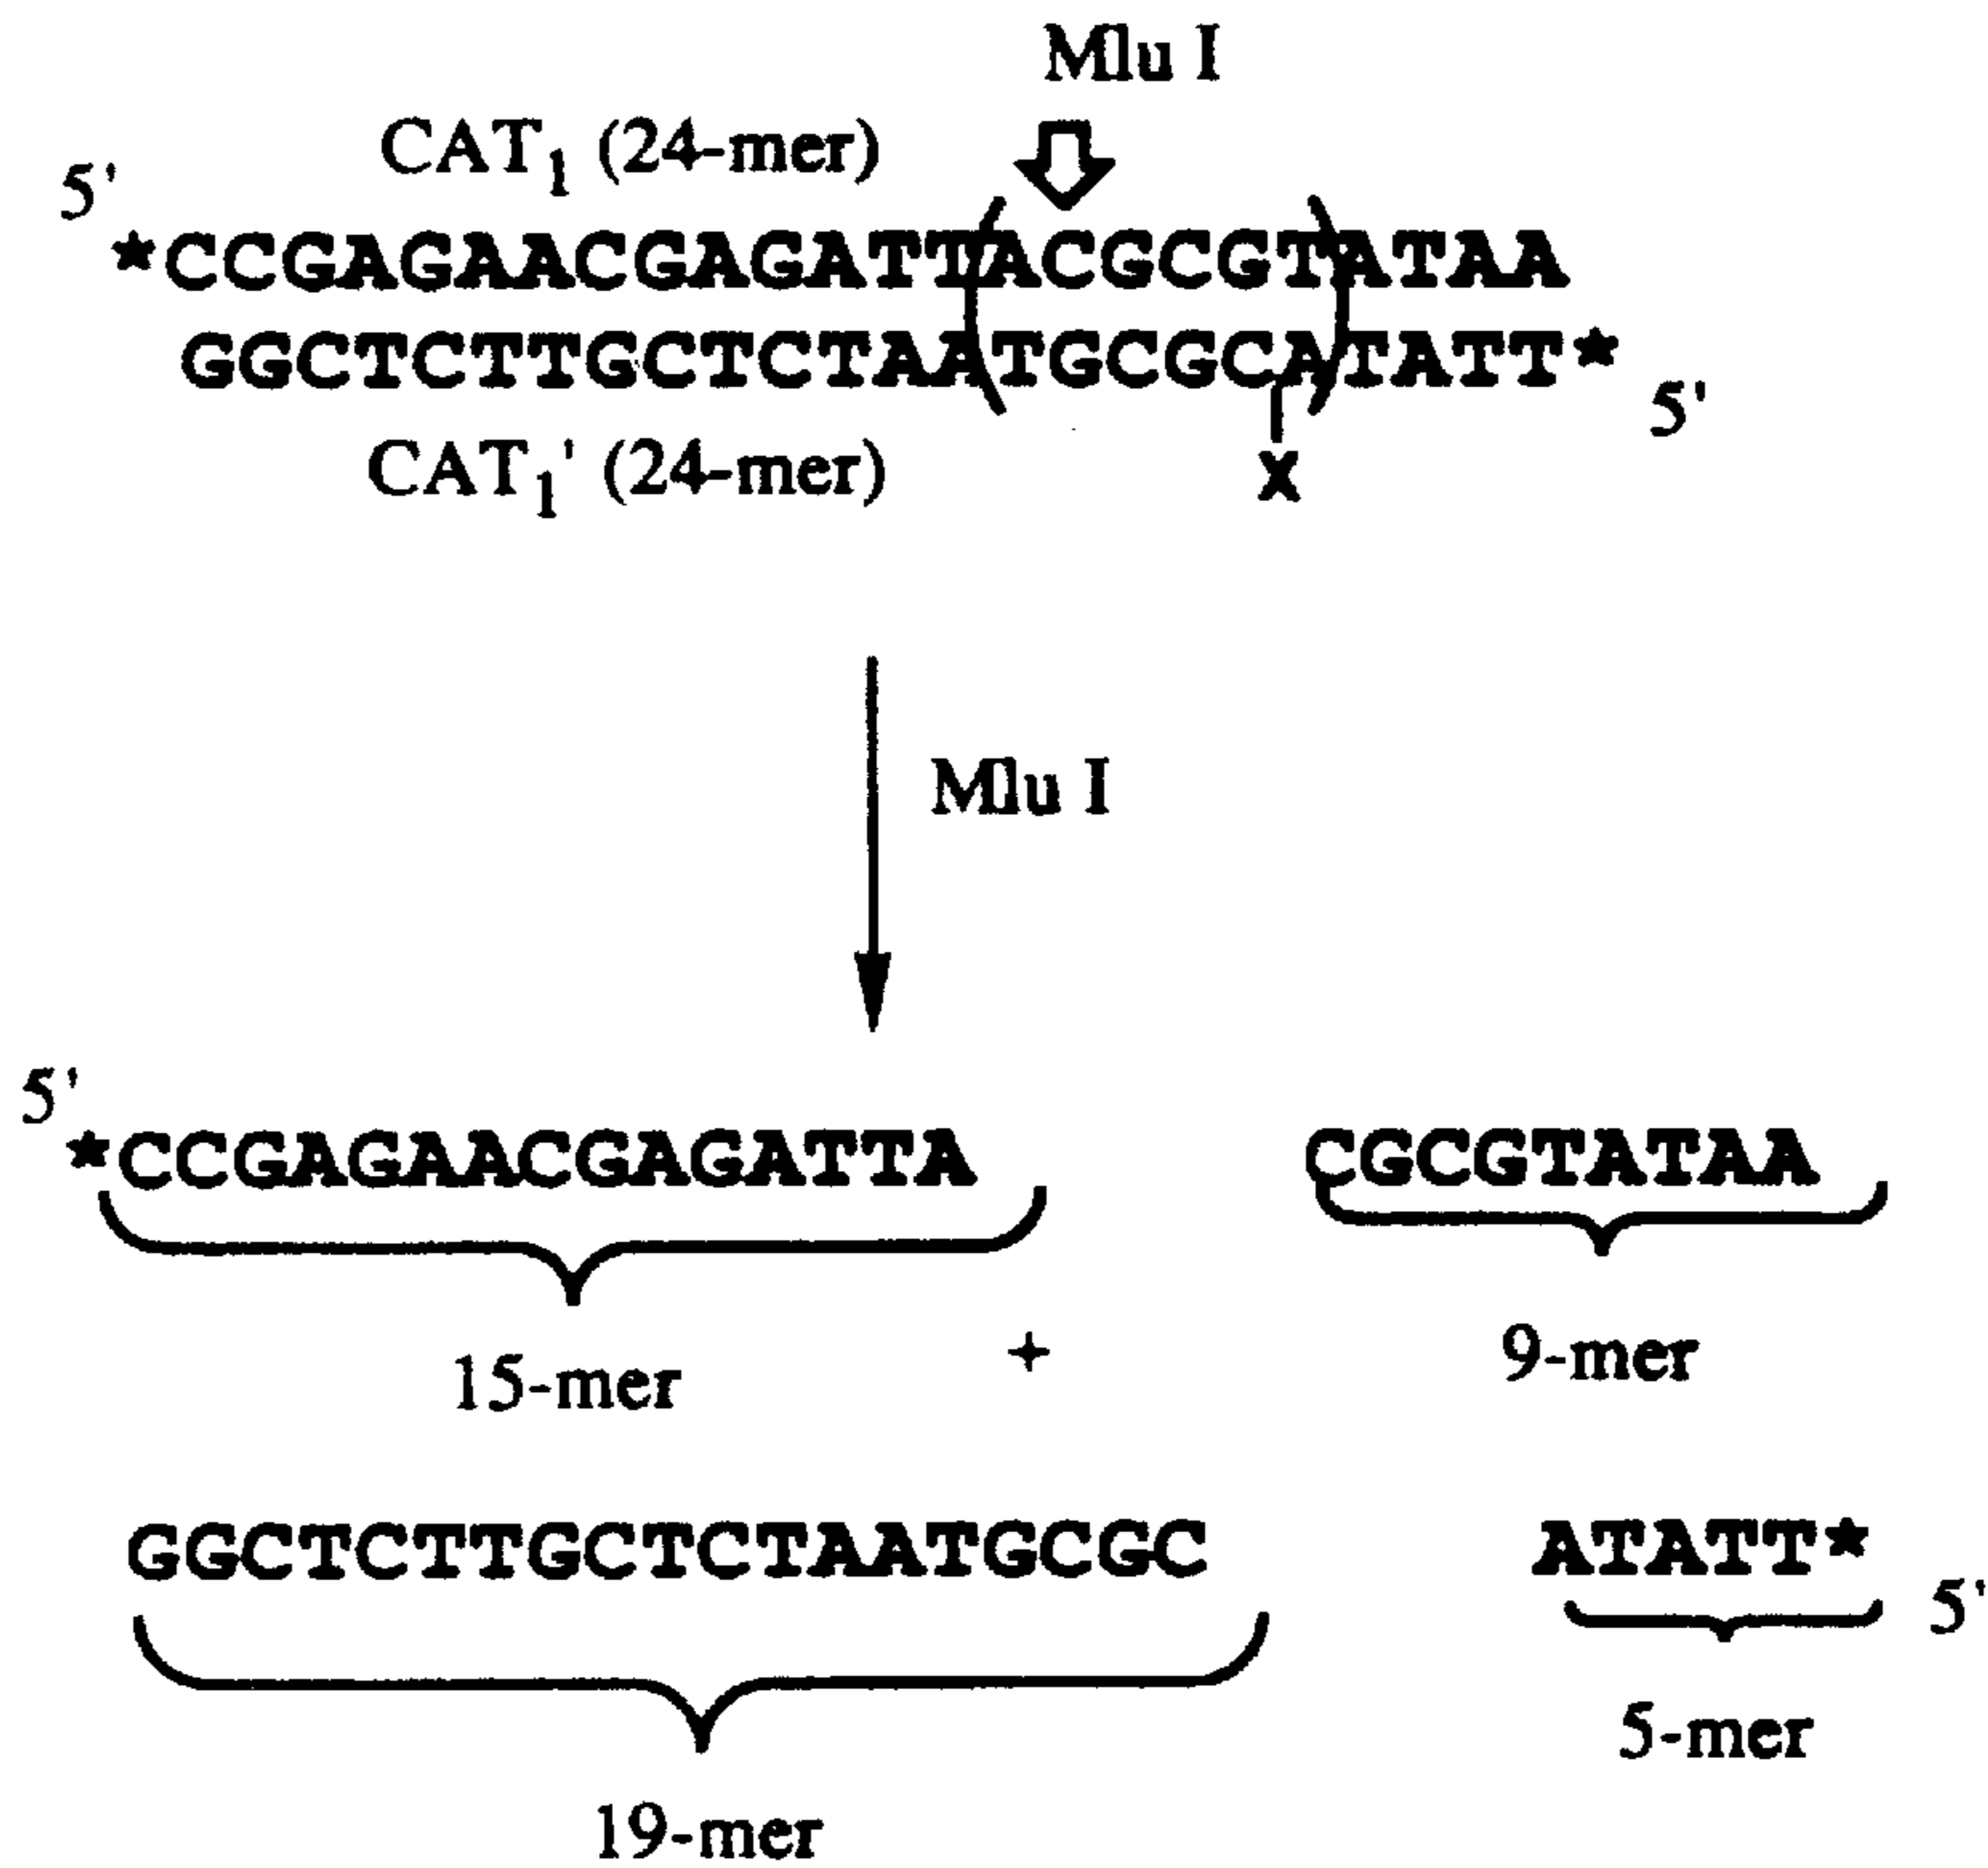 Mlu I
CAT1 (24-mer)
5'
*CCGAGAACGAGATTACGCGTATAA
GGCTCTTGCTCTAATGCGCATATT*
5'
CAT1' (24-mer)
X
Mlu I
5'
*CCGAGAACGAGATTA CGCGTATAA
15-mer + 9-mer
GGCTCTTGCTCTAATGCGC ATATT*
5'
19-mer
5-mer